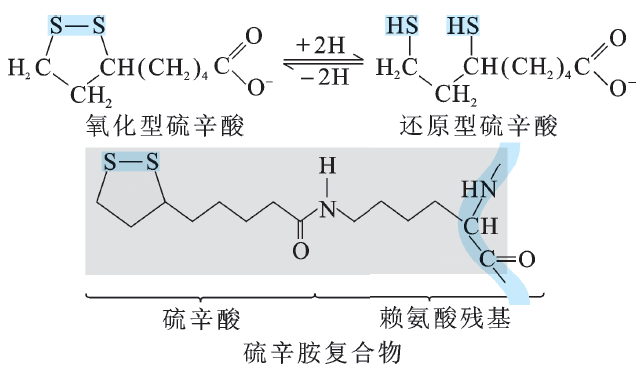 S—S HS HS
O +2H O
H₂C CH(CH₂)₄C −2H H₂C CH(CH₂)₄C
CH₂ O⁻ CH₂ O⁻
氧化型硫辛酸 还原型硫辛酸
S—S H
HN
N CH
O C=O
硫辛酸 赖氨酸残基
硫辛胺复合物